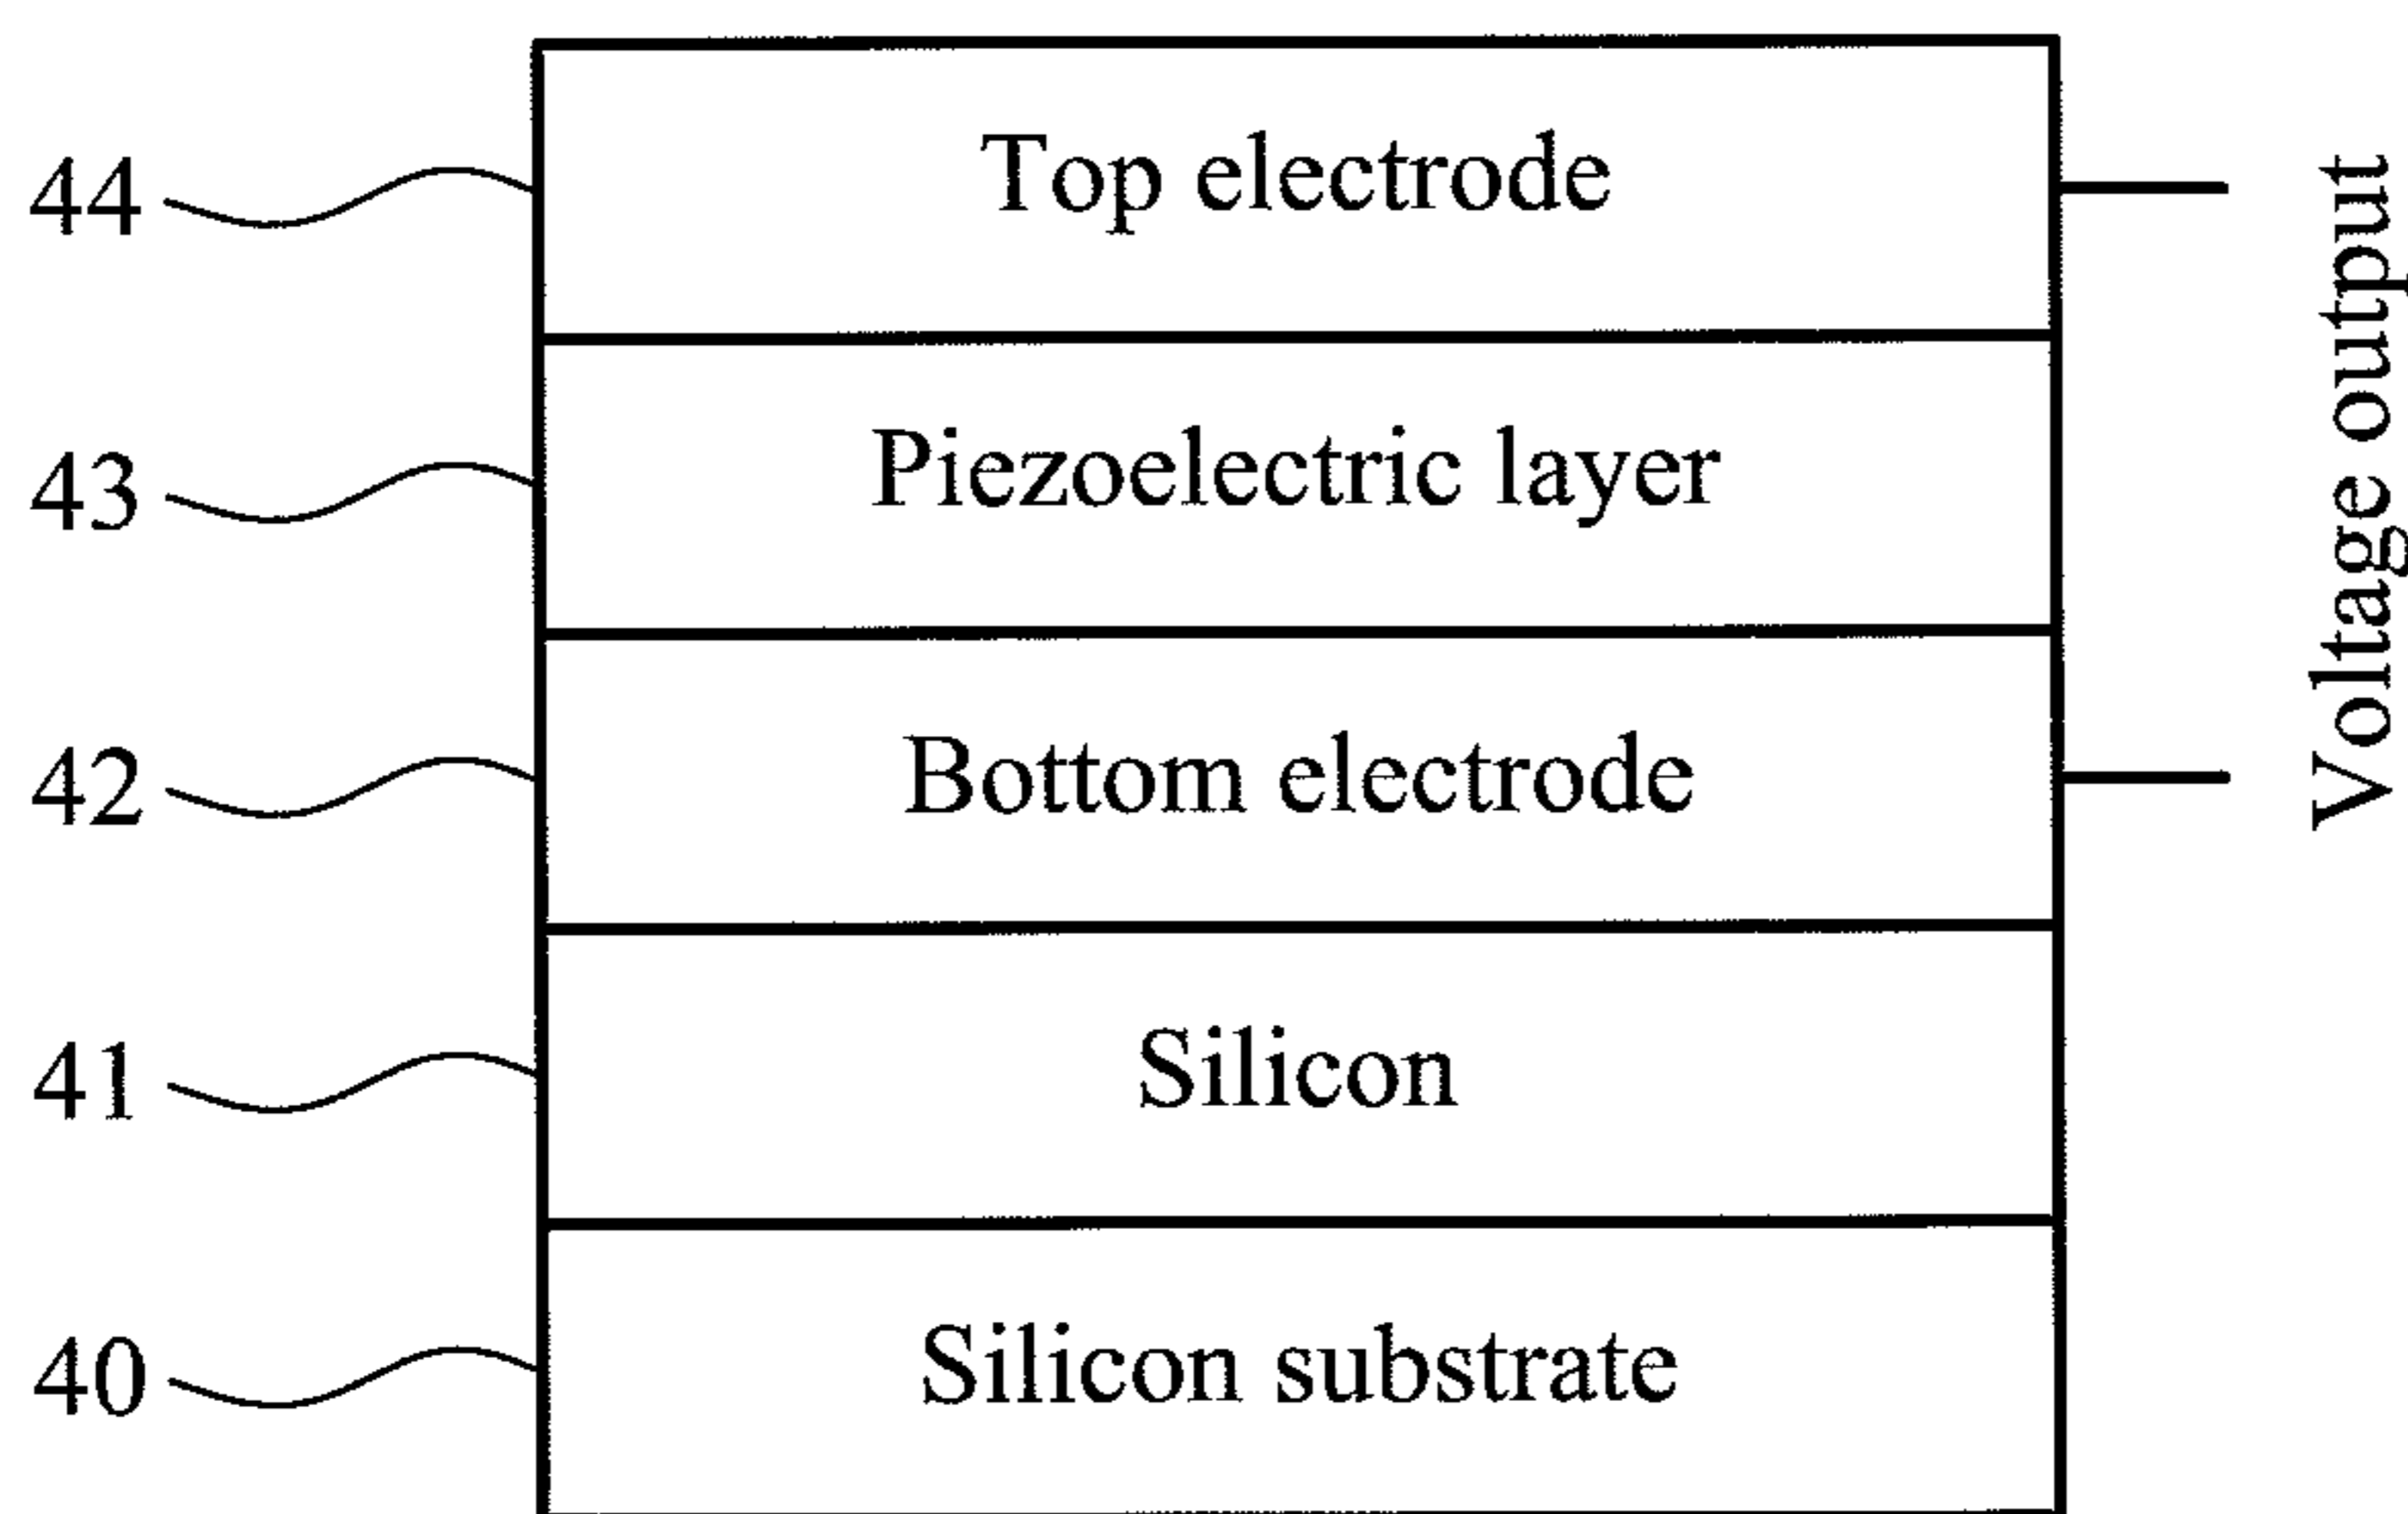 44 Top electrode
43 Piezoelectric layer
42 Bottom electrode
41 Silicon
40 Silicon substrate
Voltage output